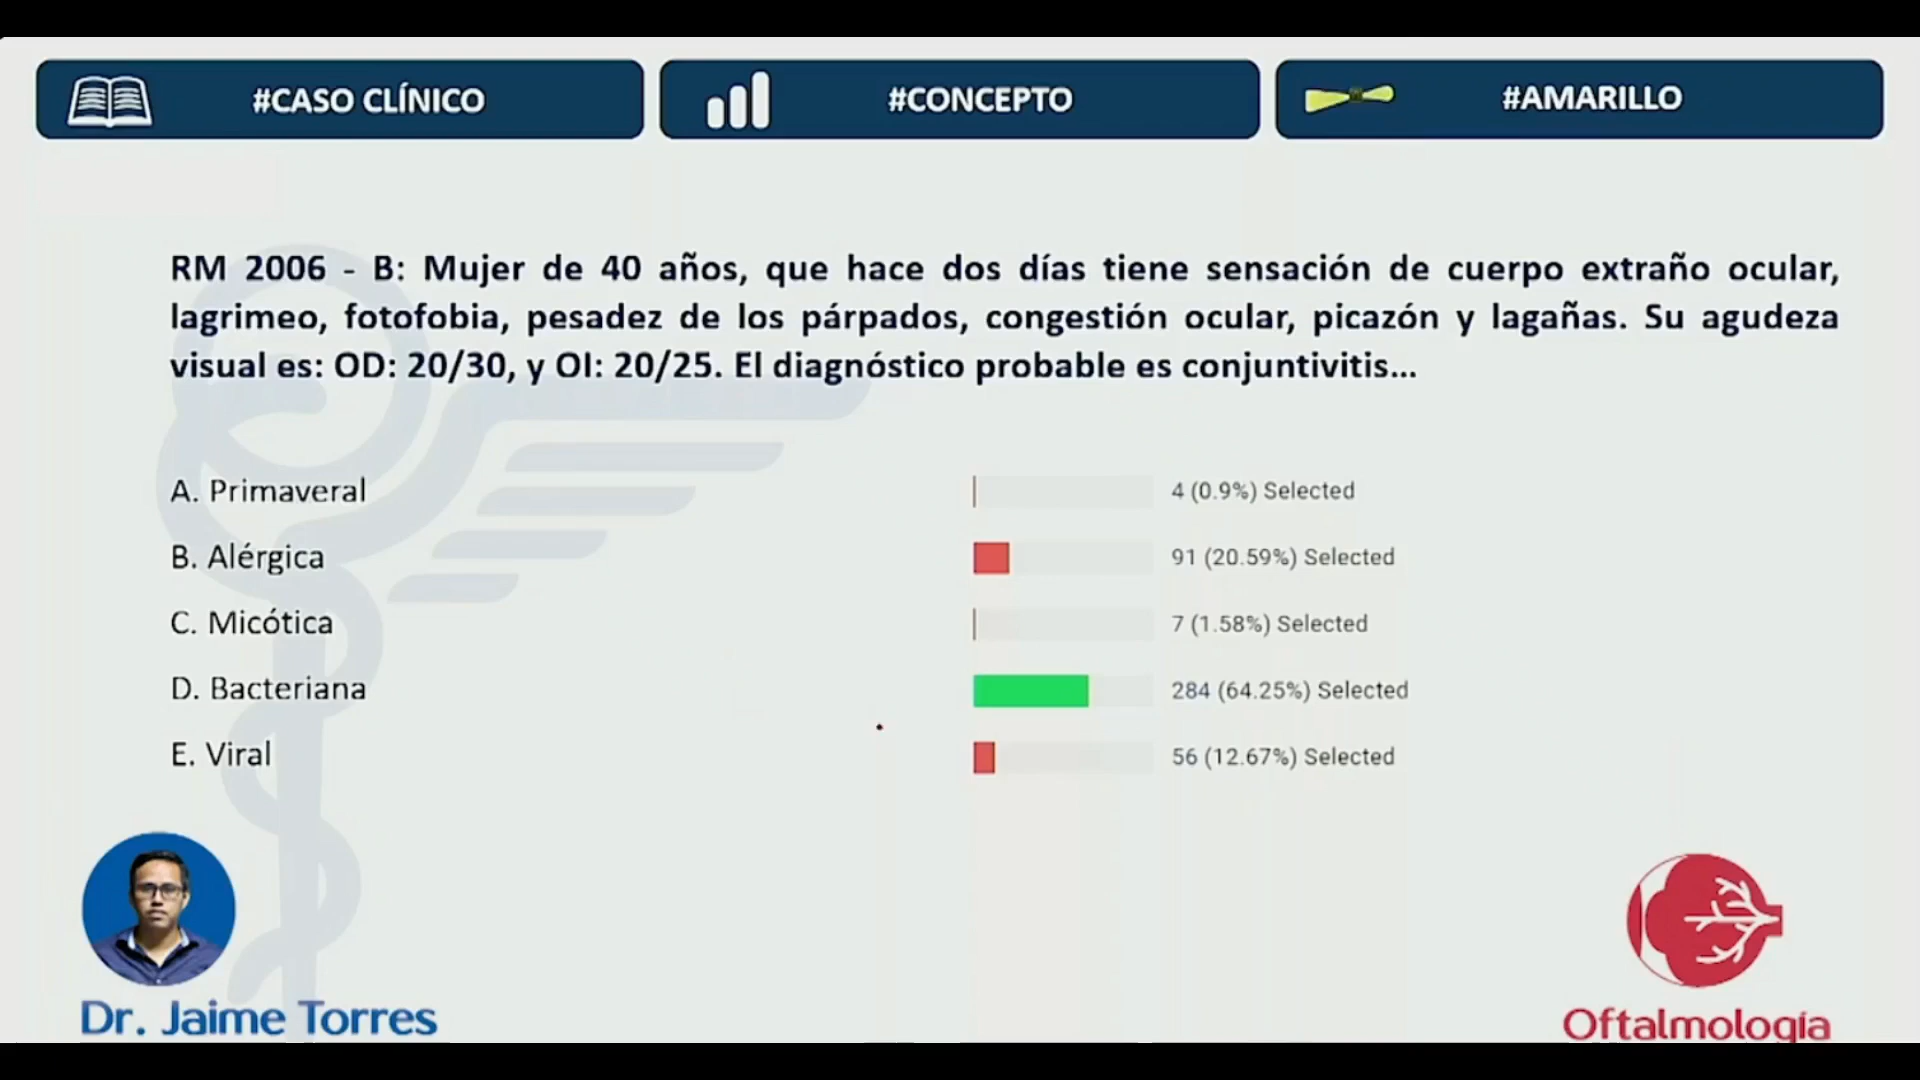 #CASO CLÍNICO
#CONCEPTO
#AMARILLO
RM 2006 - B: Mujer de 40 años, que hace dos días tiene sensación de cuerpo extraño ocular,
lagrimeo, fotofobia, pesadez de los párpados, congestión ocular, picazón y lagañas. Su agudeza
visual es: OD: 20/30, y OI: 20/25. El diagnóstico probable es conjuntivitis...
A. Primaveral
4 (0.9%) Selected
B. Alérgica
91 (20.59%) Selected
C. Micótica
7 (1.58%) Selected
D. Bacteriana
284 (64.25%) Selected
E. Viral
56 (12.67%) Selected
Dr. Jaime Torres
Oftalmología